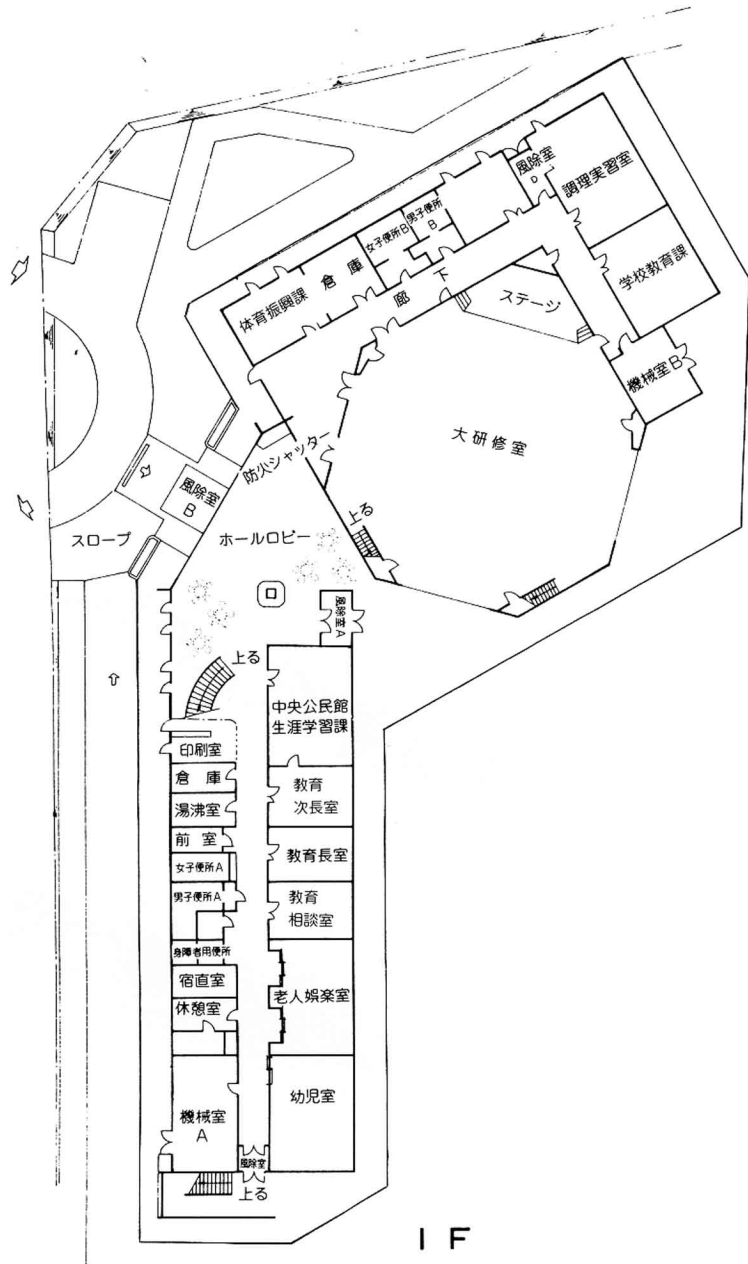 風除室
D
調理実習室
男子便所
B
女子便所B
倉庫
体育振興課
廊下
ステージ
学校教育課
機械室B
大研修室
防火シャッター
風除室
B
スロープ
ホールロビー
上る
風除室A
上る
中央公民館
生涯学習課
印刷室
倉庫
教育
次長室
湯沸室
前室
教育長室
女子便所A
男子便所A
教育
相談室
身障者用便所
宿直室
老人娯楽室
休憩室
幼児室
機械室
A
風除室
上る
1F